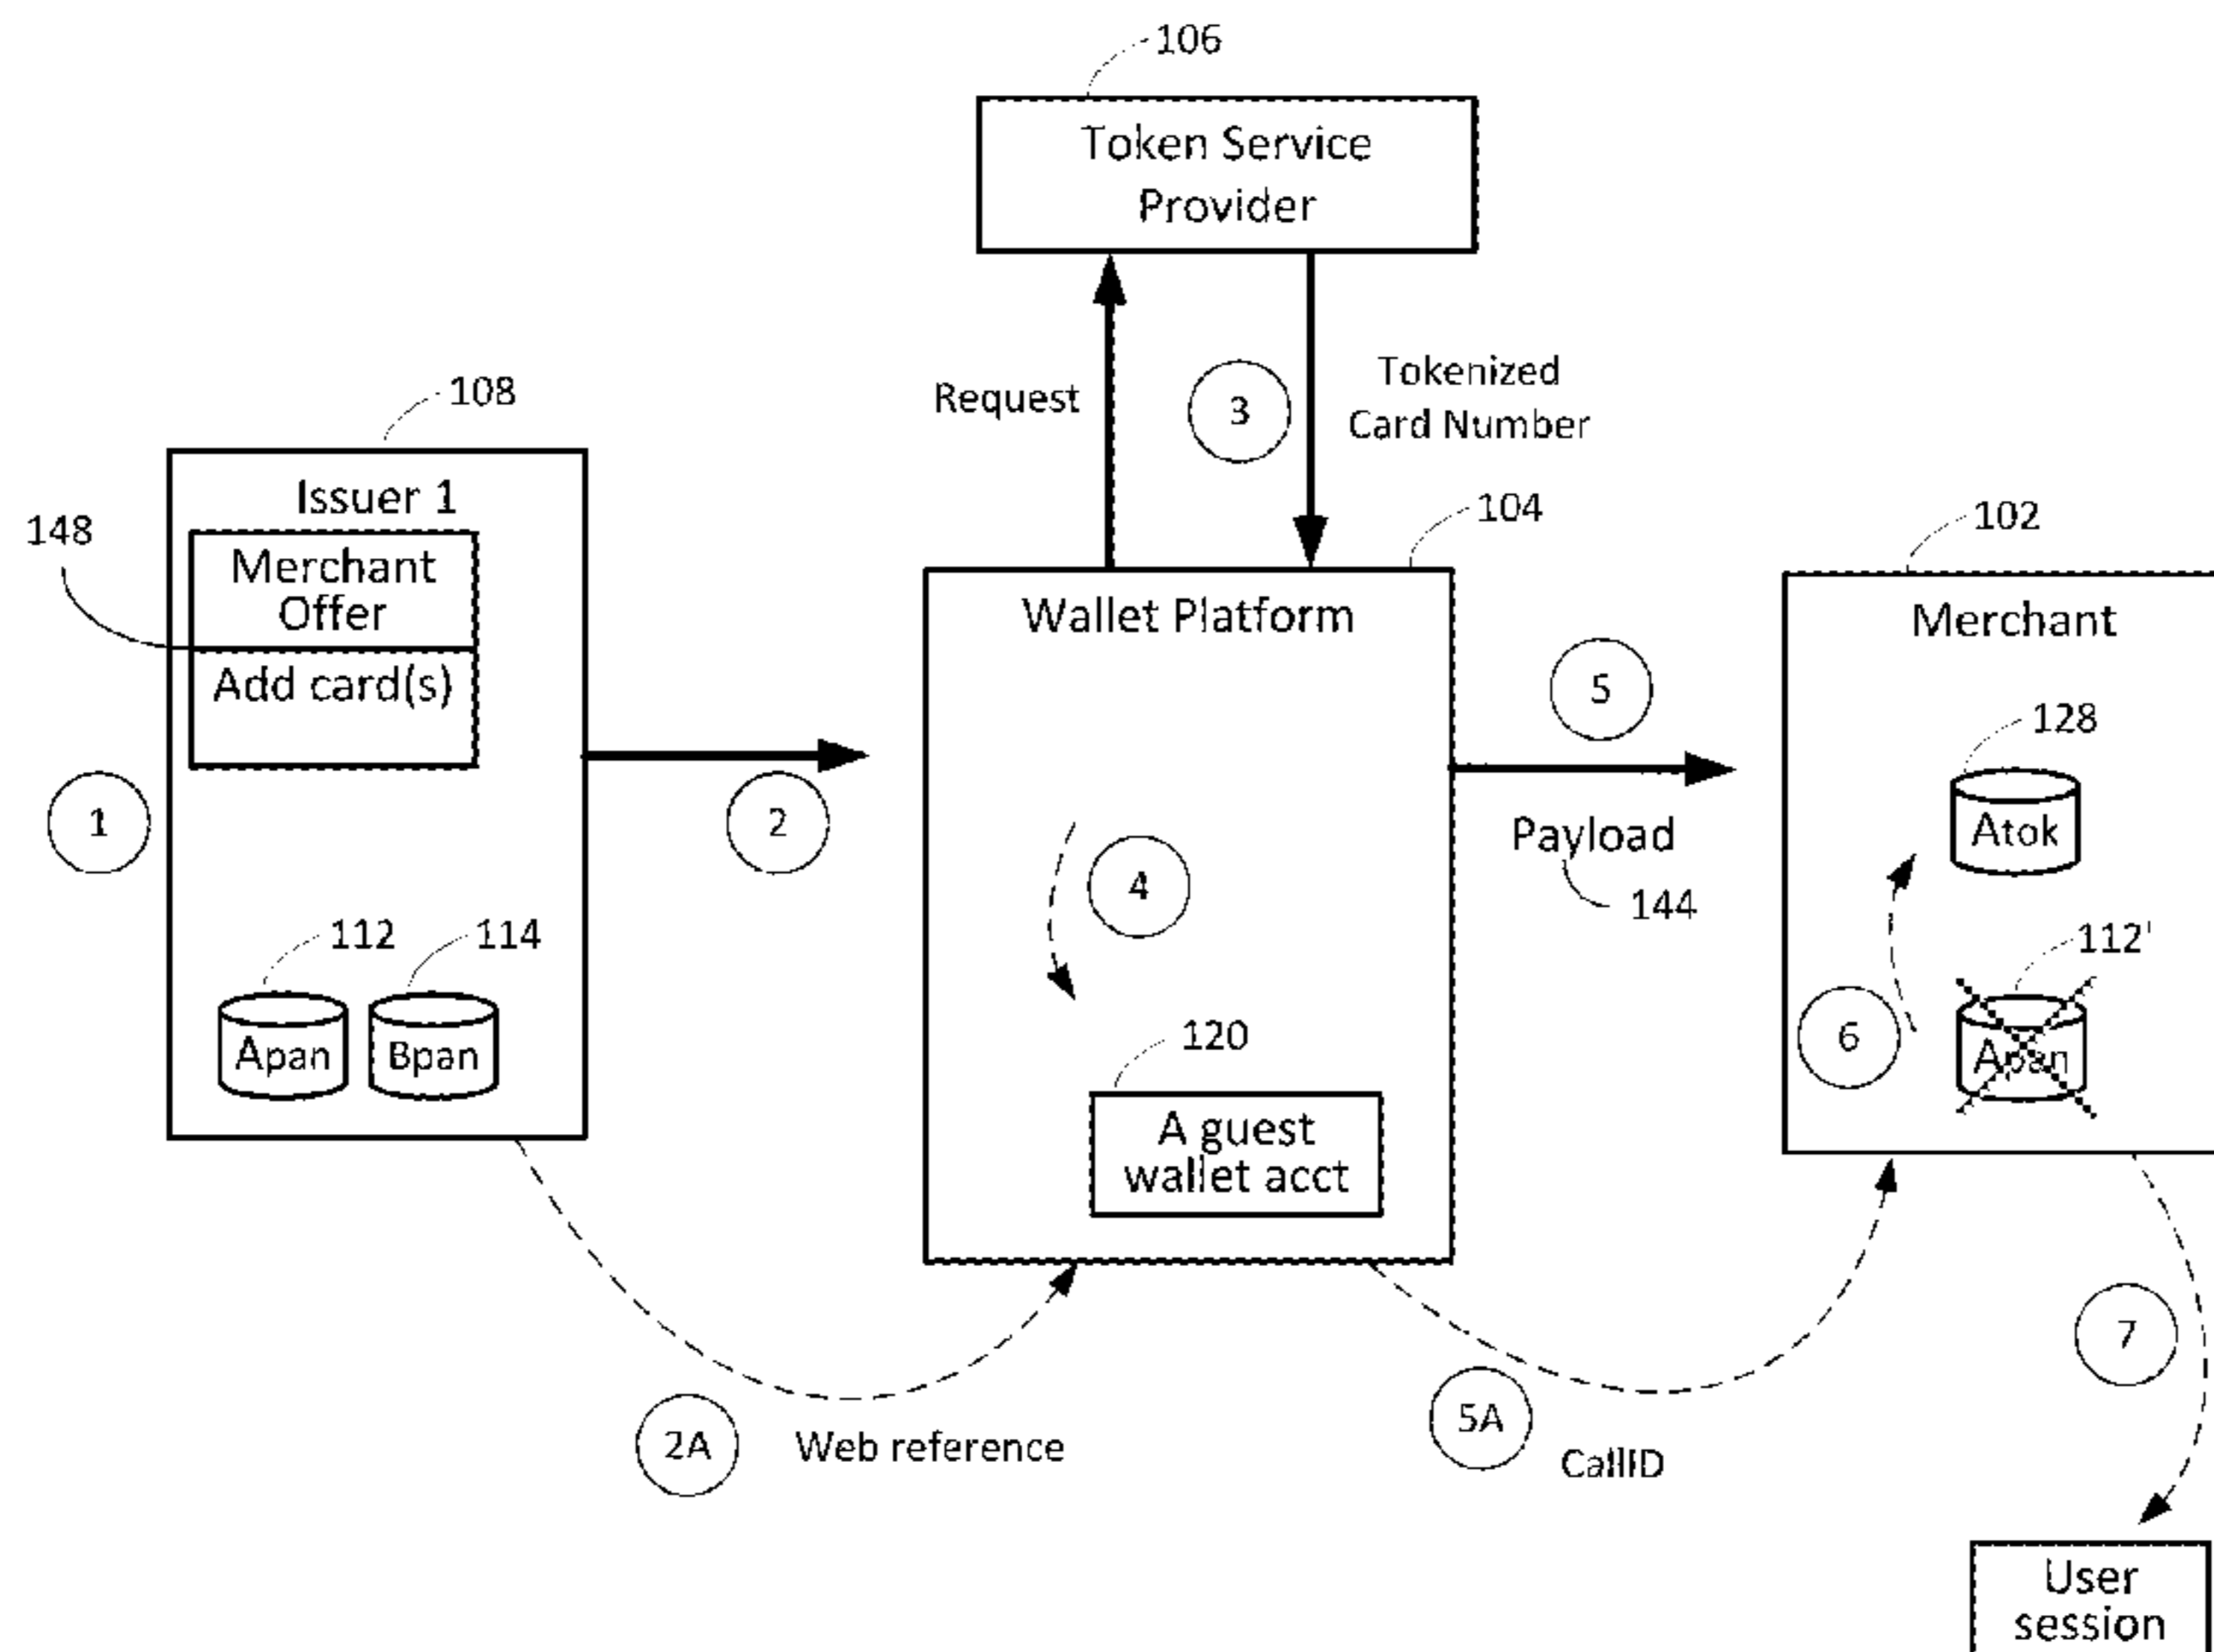 106
Token Service
Provider
Request
3
Tokenized
Card Number
108
Issuer 1
148
Merchant
Offer
Add card(s)
1
112
114
Apan
Bpan
2
104
Wallet Platform
4
120
A guest
wallet acct
5
Payload
144
102
Merchant
128
Atok
112'
6
Apan
2A
Web reference
5A
CallID
7
User
session